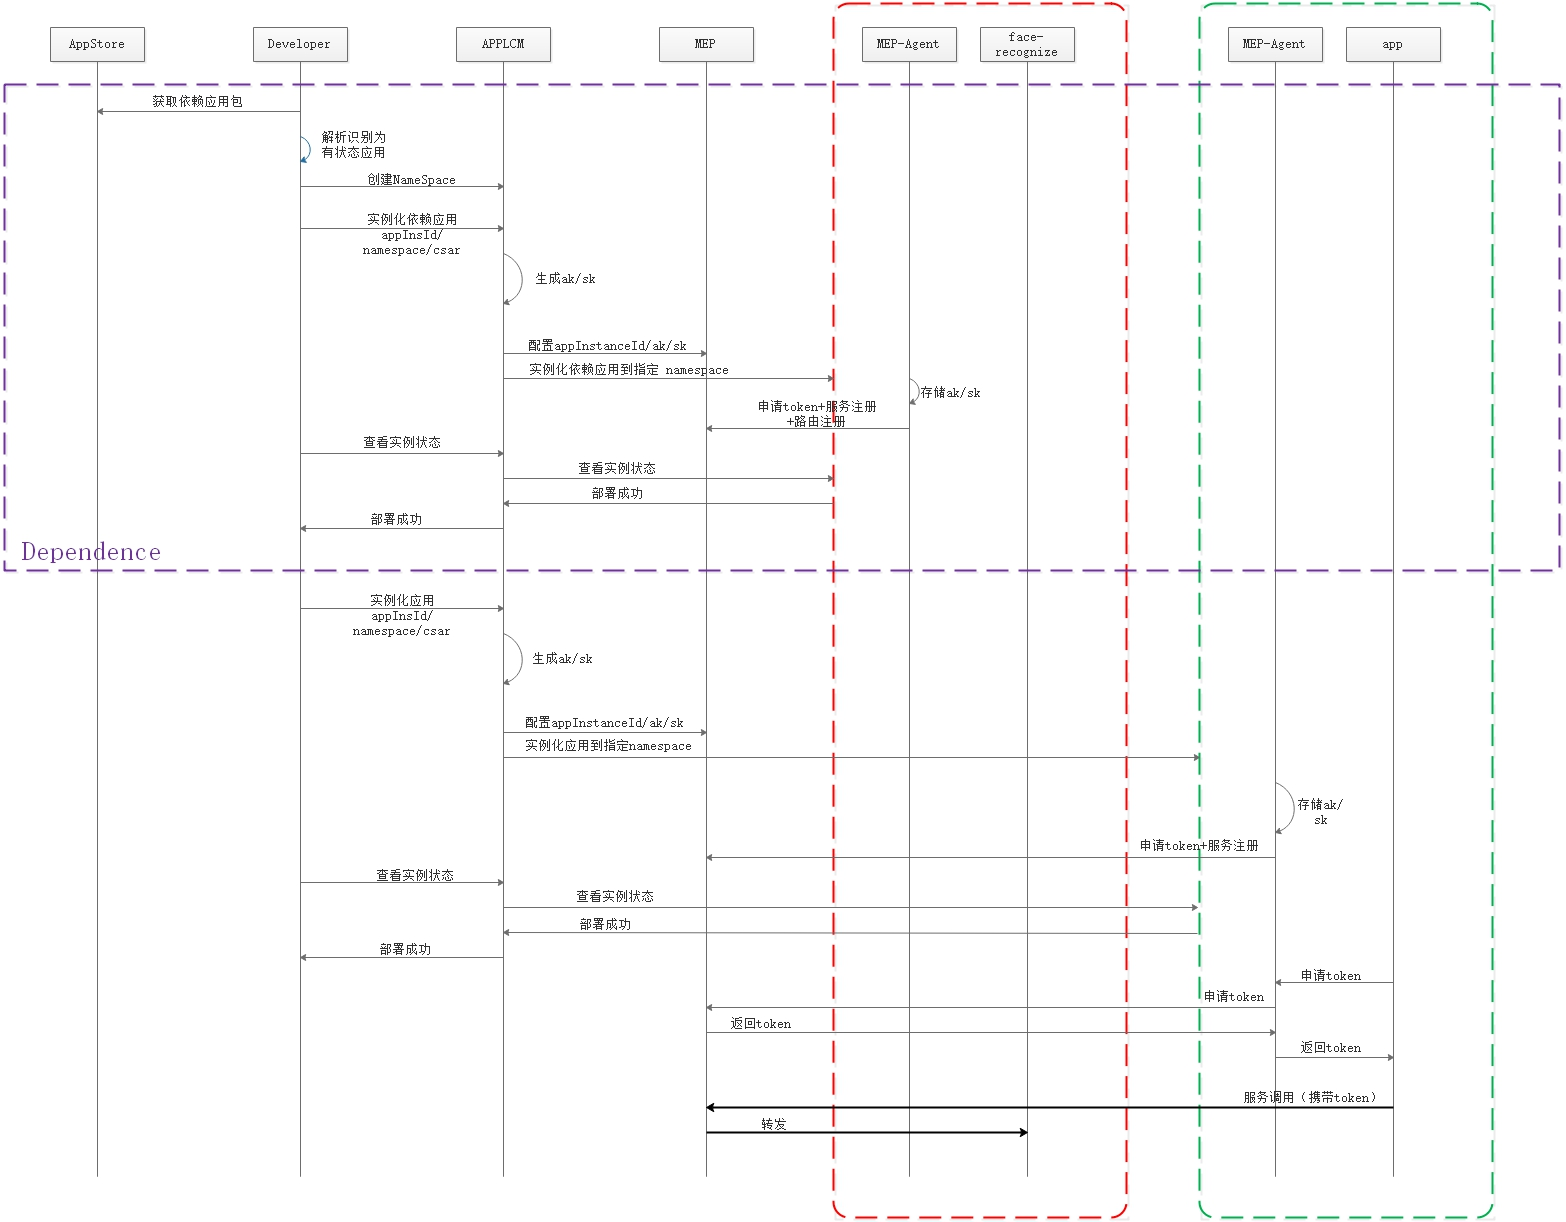 AppStore
Developer
APPLCM
MEP
MEP-Agent
face-
recognize
MEP-Agent
app
获取依赖应用包
解析识别为
有状态应用
创建NameSpace
实例化依赖应用
appInsId/
namespace/csar
生成ak/sk
配置appInstanceId/ak/sk
实例化依赖应用到指定 namespace
存储ak/sk
申请token+服务注册
+路由注册
查看实例状态
查看实例状态
部署成功
部署成功
Dependence
实例化应用
appInsId/
namespace/csar
生成ak/sk
配置appInstanceId/ak/sk
实例化应用到指定namespace
存储ak/
sk
申请token+服务注册
查看实例状态
查看实例状态
部署成功
部署成功
申请token
申请token
返回token
返回token
服务调用（携带token）
转发